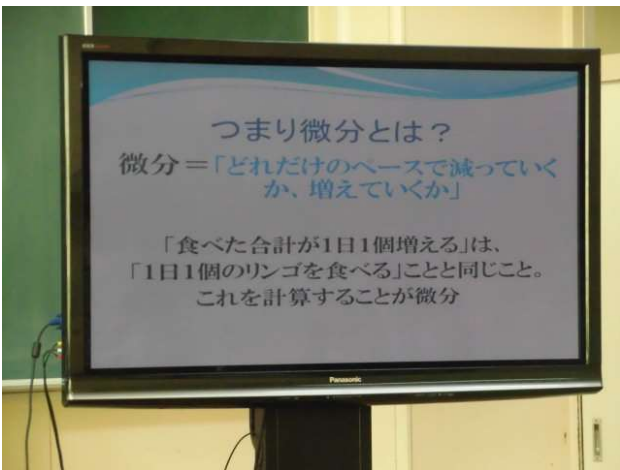 つまり微分とは？
微分＝「どれだけのペースで減っていく
か、増えていくか」
「食べた合計が1日1個増える」は、
「1日1個のリンゴを食べる」ことと同じこと。
これを計算することが微分
Panasonic